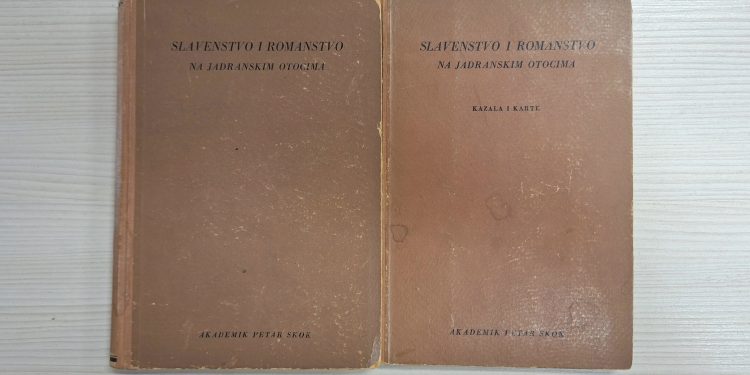 SLAVENSTVO I ROMANSTVO
NA JADRANSKIM OTOCIMA
AKADEMIK PETAR SKOK
SLAVENSTVO I ROMANSTVO
NA JADRANSKIM OTOCIMA
KAZALA I KARTE
AKADEMIK PETAR SKOK